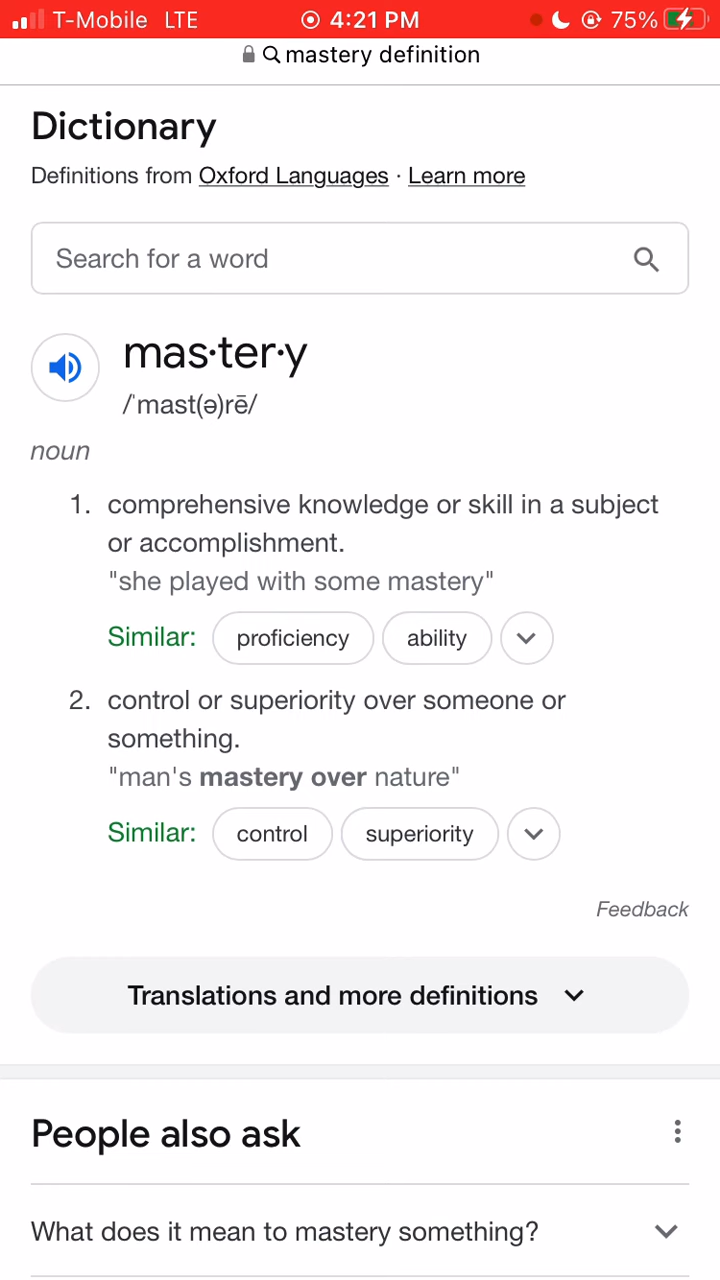 T-Mobile LTE 4:21 PM 75%
mastery definition
Dictionary
Definitions from Oxford Languages · Learn more
Search for a word
mas·ter·y
/ˈmast(ə)rē/
noun
1. comprehensive knowledge or skill in a subject
or accomplishment.
"she played with some mastery"
Similar: proficiency ability
2. control or superiority over someone or
something.
"man's mastery over nature"
Similar: control superiority
Feedback
Translations and more definitions
People also ask
What does it mean to mastery something?